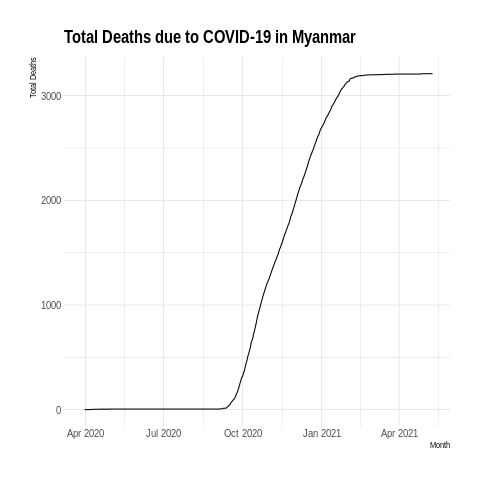 Total Deaths due to COVID-19 in Myanmar
Total Deaths
3000
2000
1000
0
Apr 2020 Jul 2020 Oct 2020 Jan 2021 Apr 2021
Month